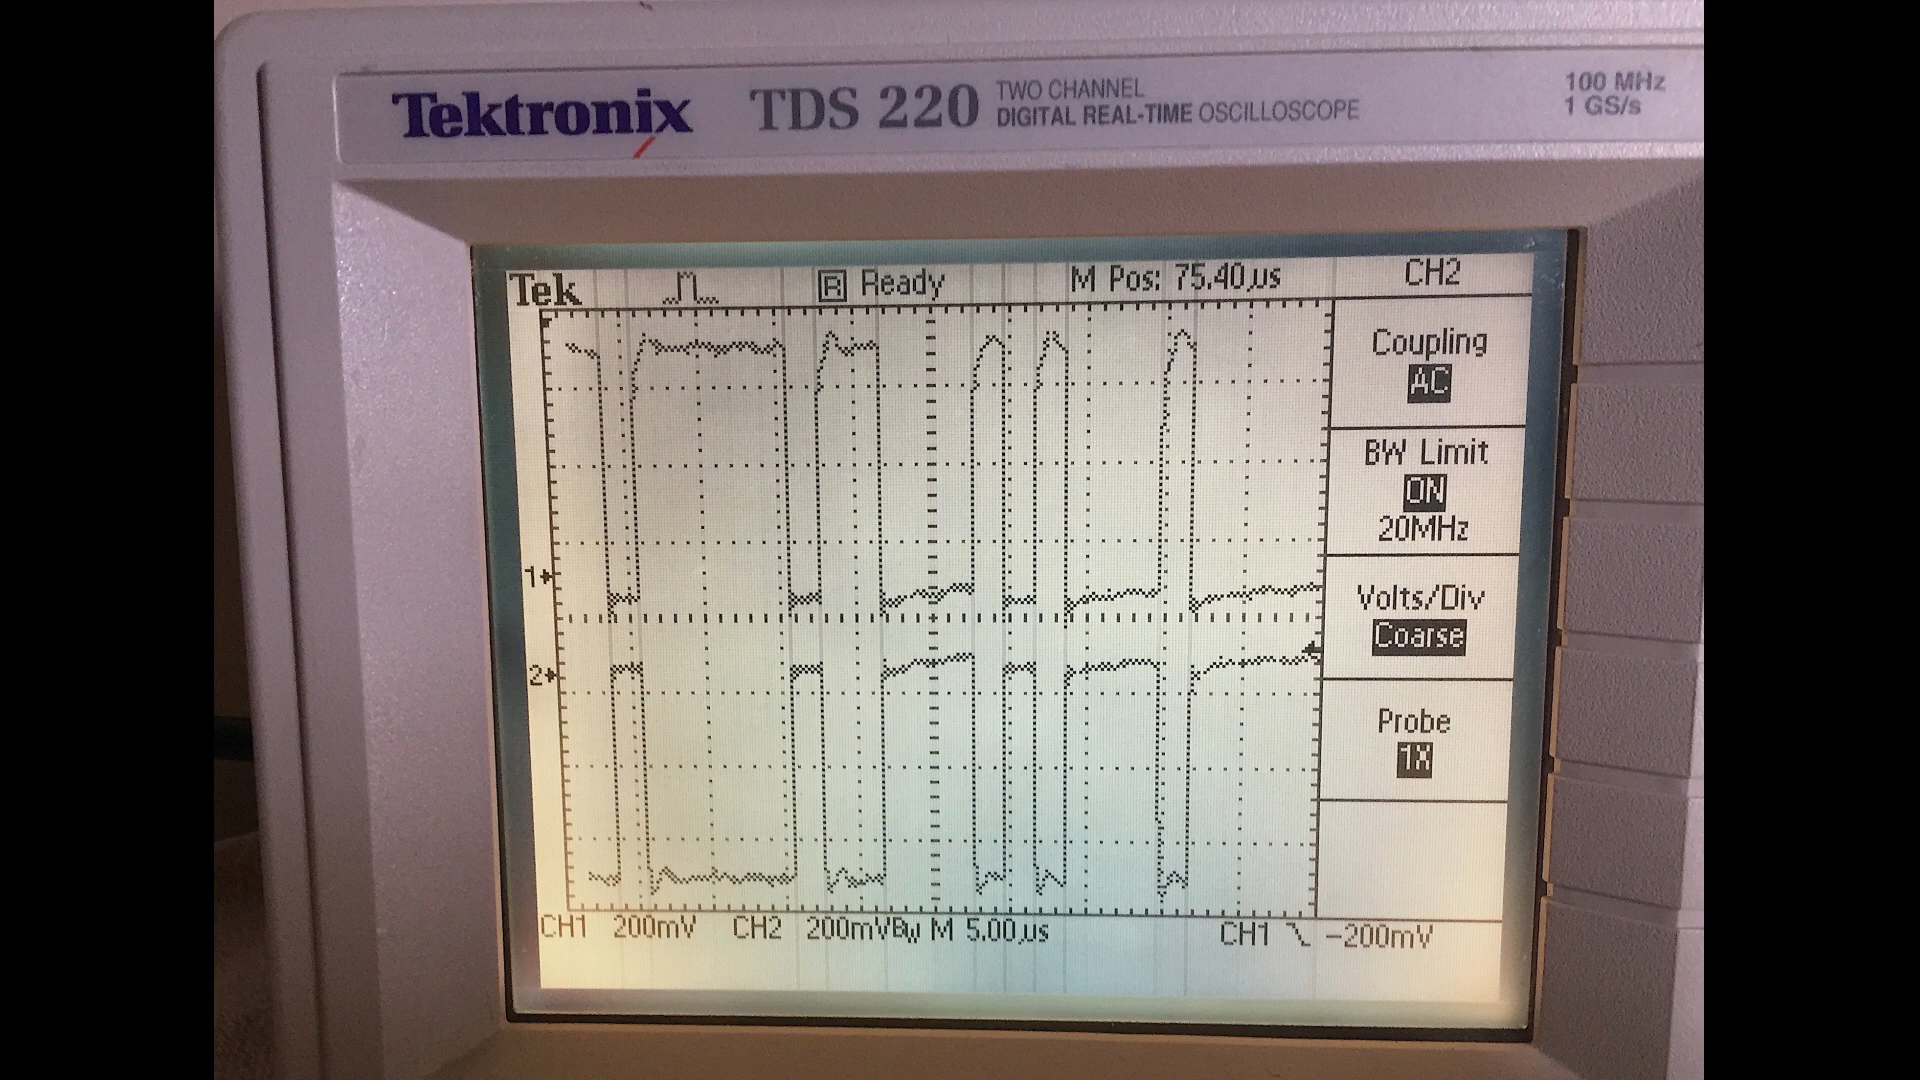 Tektronix TDS 220 TWO CHANNEL DIGITAL REAL-TIME OSCILLOSCOPE
100 MHz
1 GS/s
Tek R Ready M Pos: 75.40µs CH2
Coupling
AC
BW Limit
ON
20MHz
1
Volts/Div
Coarse
2
Probe
1X
CH1 200mV CH2 200mVBW M 5.00µs CH1 -200mV